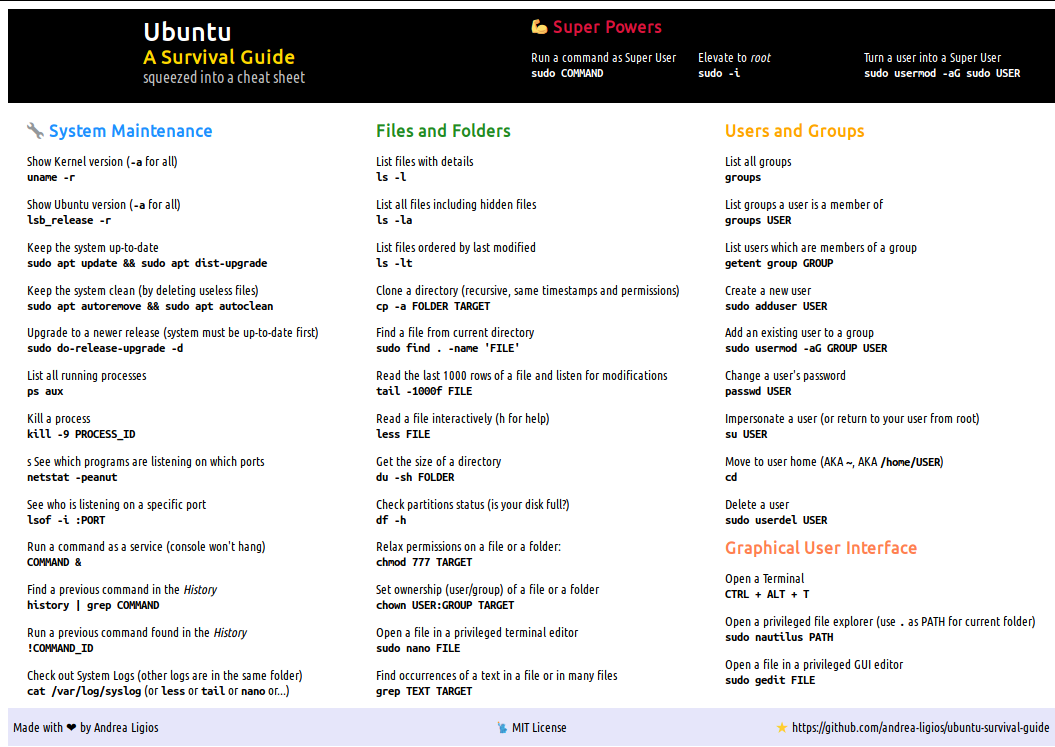 Ubuntu
A Survival Guide
squeezed into a cheat sheet
💪 Super Powers
Run a command as Super User
sudo COMMAND
Elevate to root
sudo -i
Turn a user into a Super User
sudo usermod -aG sudo USER
🔧 System Maintenance
Show Kernel version (-a for all)
uname -r
Show Ubuntu version (-a for all)
lsb_release -r
Keep the system up-to-date
sudo apt update && sudo apt dist-upgrade
Keep the system clean (by deleting useless files)
sudo apt autoremove && sudo apt autoclean
Upgrade to a newer release (system must be up-to-date first)
sudo do-release-upgrade -d
List all running processes
ps aux
Kill a process
kill -9 PROCESS_ID
s See which programs are listening on which ports
netstat -peanut
See who is listening on a specific port
lsof -i :PORT
Run a command as a service (console won't hang)
COMMAND &
Find a previous command in the History
history | grep COMMAND
Run a previous command found in the History
!COMMAND_ID
Check out System Logs (other logs are in the same folder)
cat /var/log/syslog (or less or tail or nano or...)
Files and Folders
List files with details
ls -l
List all files including hidden files
ls -la
List files ordered by last modified
ls -lt
Clone a directory (recursive, same timestamps and permissions)
cp -a FOLDER TARGET
Find a file from current directory
sudo find . -name 'FILE'
Read the last 1000 rows of a file and listen for modifications
tail -1000f FILE
Read a file interactively (h for help)
less FILE
Get the size of a directory
du -sh FOLDER
Check partitions status (is your disk full?)
df -h
Relax permissions on a file or a folder:
chmod 777 TARGET
Set ownership (user/group) of a file or a folder
chown USER:GROUP TARGET
Open a file in a privileged terminal editor
sudo nano FILE
Find occurrences of a text in a file or in many files
grep TEXT TARGET
Users and Groups
List all groups
groups
List groups a user is a member of
groups USER
List users which are members of a group
getent group GROUP
Create a new user
sudo adduser USER
Add an existing user to a group
sudo usermod -aG GROUP USER
Change a user's password
passwd USER
Impersonate a user (or return to your user from root)
su USER
Move to user home (AKA ~, AKA /home/USER)
cd
Delete a user
sudo userdel USER
Graphical User Interface
Open a Terminal
CTRL + ALT + T
Open a privileged file explorer (use . as PATH for current folder)
sudo nautilus PATH
Open a file in a privileged GUI editor
sudo gedit FILE
Made with ❤ by Andrea Ligios
🗽 MIT License
⭐ https://github.com/andrea-ligios/ubuntu-survival-guide